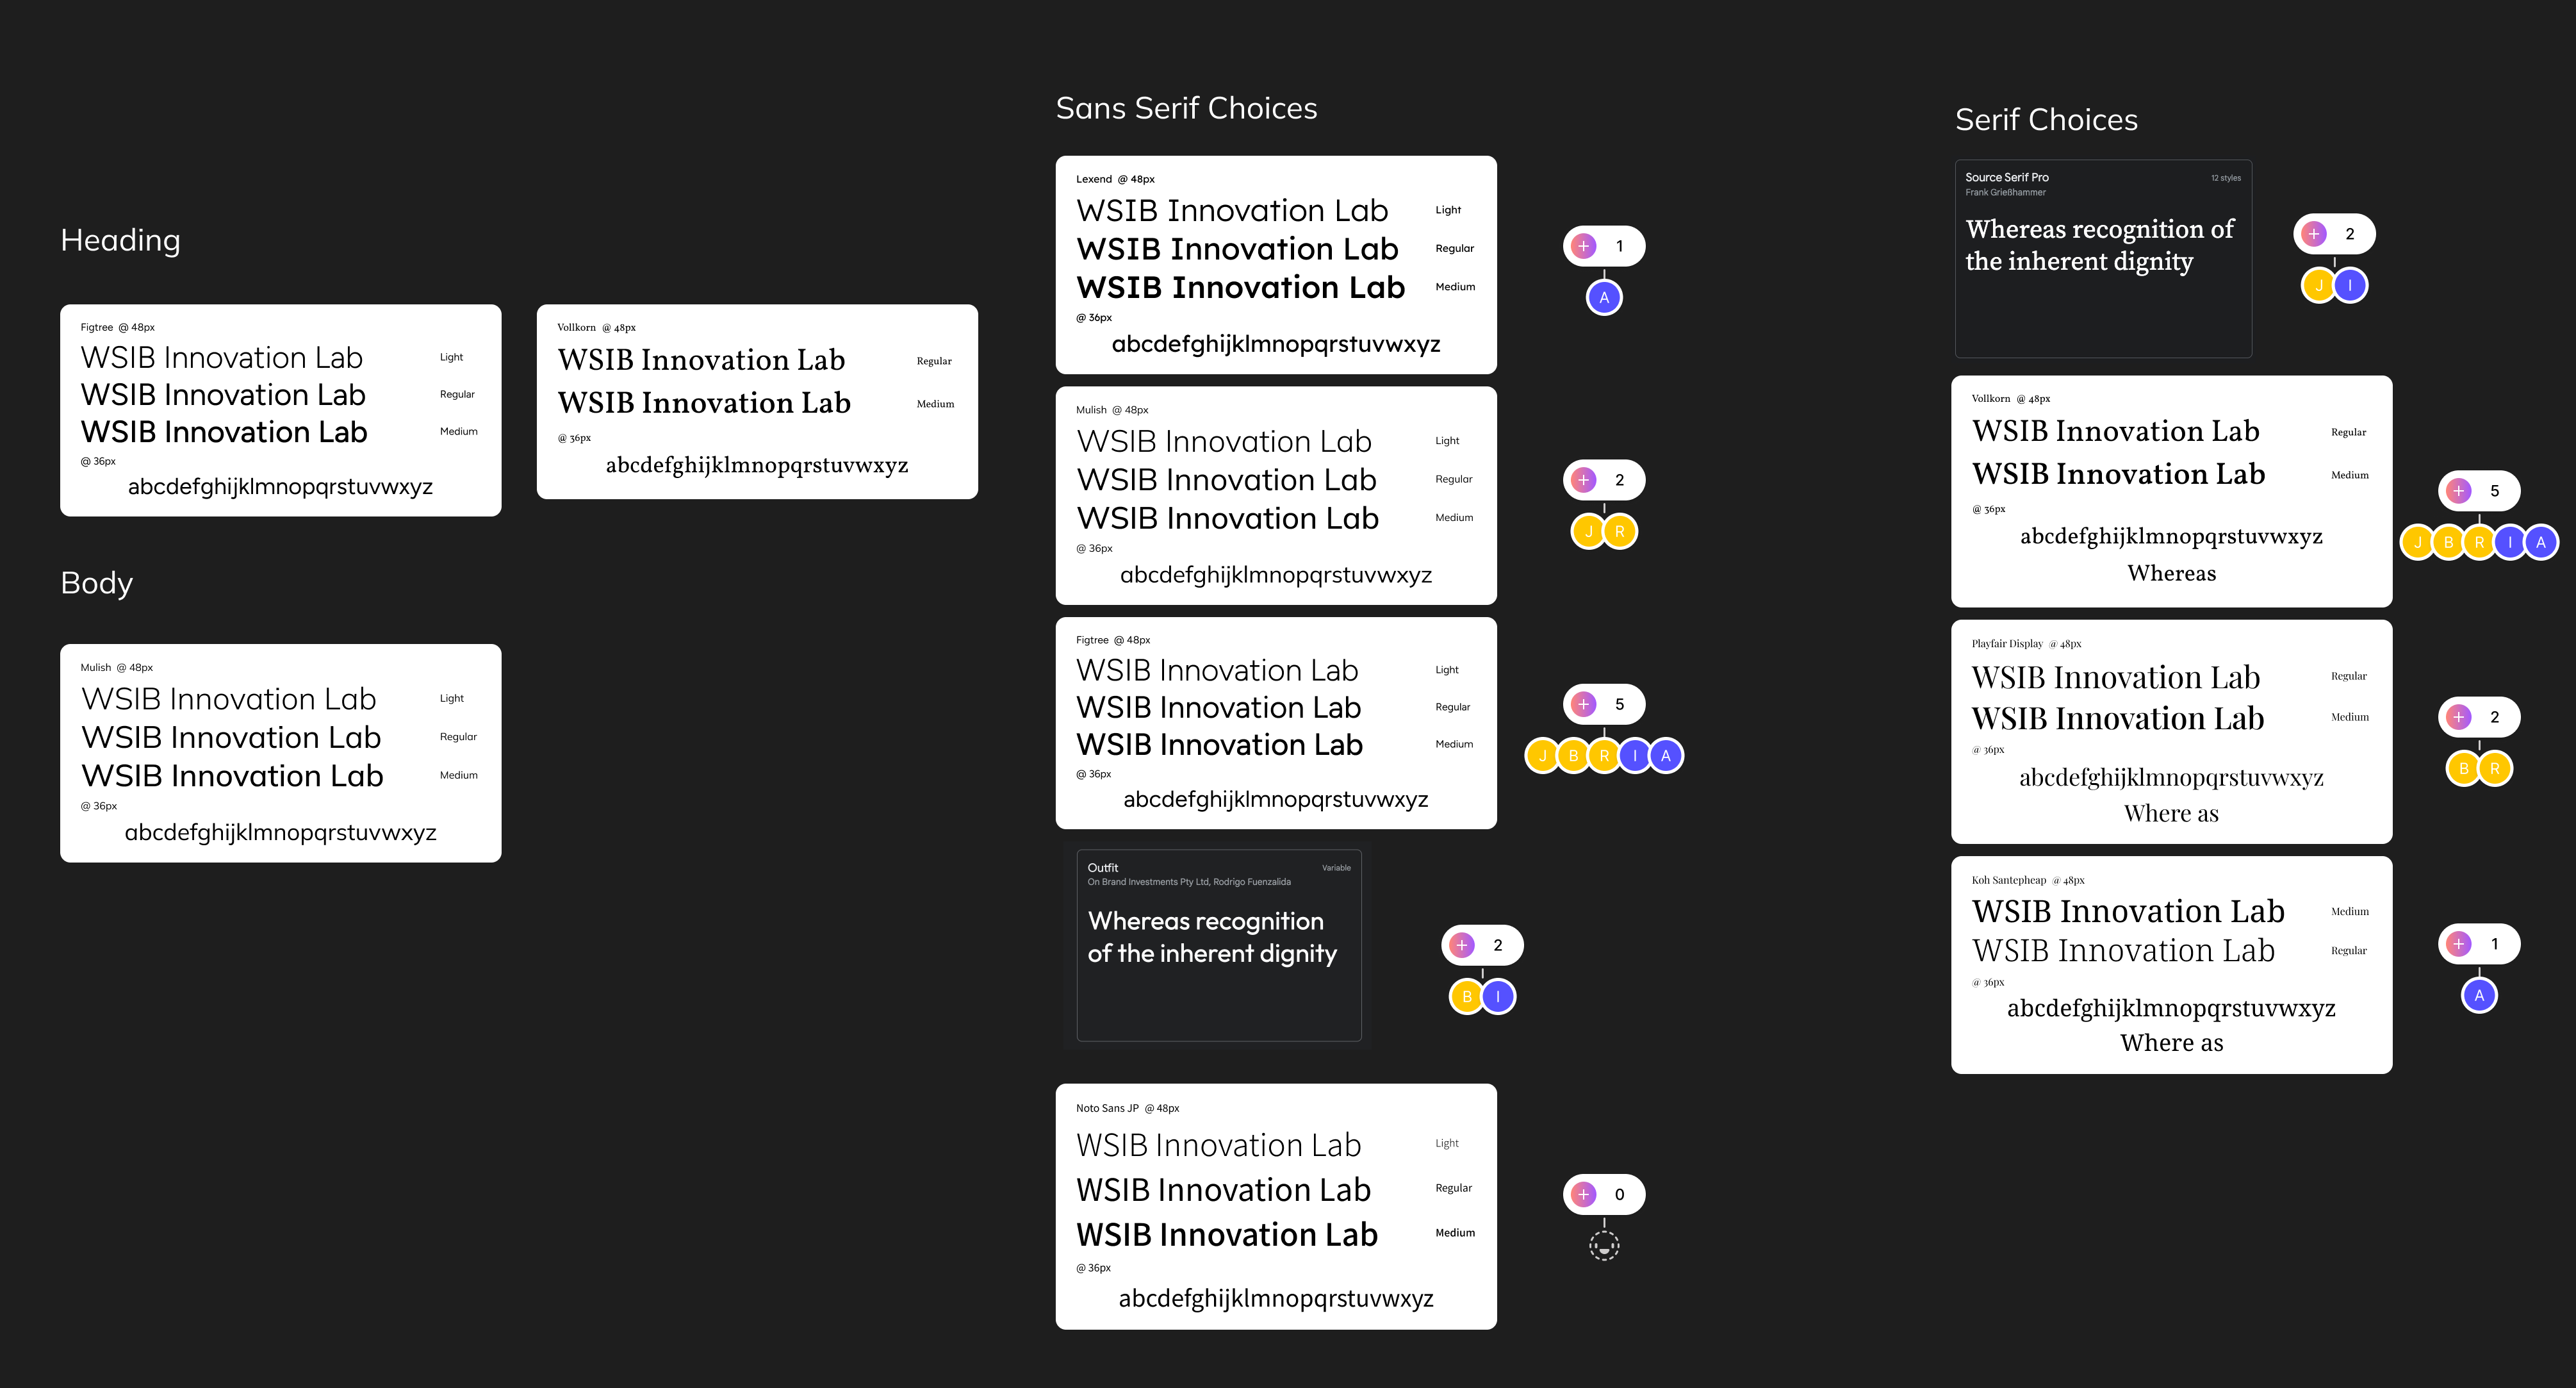 Heading
Figtree @ 48px
WSIB Innovation Lab Light
WSIB Innovation Lab Regular
WSIB Innovation Lab Medium
@ 36px
abcdefghijklmnopqrstuvwxyz
Vollkorn @ 48px
WSIB Innovation Lab Regular
WSIB Innovation Lab Medium
@ 36px
abcdefghijklmnopqrstuvwxyz
Body
Mulish @ 48px
WSIB Innovation Lab Light
WSIB Innovation Lab Regular
WSIB Innovation Lab Medium
@ 36px
abcdefghijklmnopqrstuvwxyz
Sans Serif Choices
Lexend @ 48px
WSIB Innovation Lab Light
WSIB Innovation Lab Regular
WSIB Innovation Lab Medium
@ 36px
abcdefghijklmnopqrstuvwxyz
+ 1
A
Mulish @ 48px
WSIB Innovation Lab Light
WSIB Innovation Lab Regular
WSIB Innovation Lab Medium
@ 36px
abcdefghijklmnopqrstuvwxyz
+ 2
J R
Figtree @ 48px
WSIB Innovation Lab Light
WSIB Innovation Lab Regular
WSIB Innovation Lab Medium
@ 36px
abcdefghijklmnopqrstuvwxyz
+ 5
J B R I A
Outfit Variable
On Brand Investments Pty Ltd, Rodrigo Fuenzalida
Whereas recognition
of the inherent dignity
+ 2
B I
Noto Sans JP @ 48px
WSIB Innovation Lab Light
WSIB Innovation Lab Regular
WSIB Innovation Lab Medium
@ 36px
abcdefghijklmnopqrstuvwxyz
+ 0
Serif Choices
Source Serif Pro 12 styles
Frank Grießhammer
Whereas recognition of
the inherent dignity
+ 2
J I
Vollkorn @ 48px
WSIB Innovation Lab Regular
WSIB Innovation Lab Medium
@ 36px
abcdefghijklmnopqrstuvwxyz
Whereas
+ 5
J B R I A
Playfair Display @ 48px
WSIB Innovation Lab Regular
WSIB Innovation Lab Medium
@ 36px
abcdefghijklmnopqrstuvwxyz
Where as
+ 2
B R
Koh Santepheap @ 48px
WSIB Innovation Lab Medium
WSIB Innovation Lab Regular
@ 36px
abcdefghijklmnopqrstuvwxyz
Where as
+ 1
A